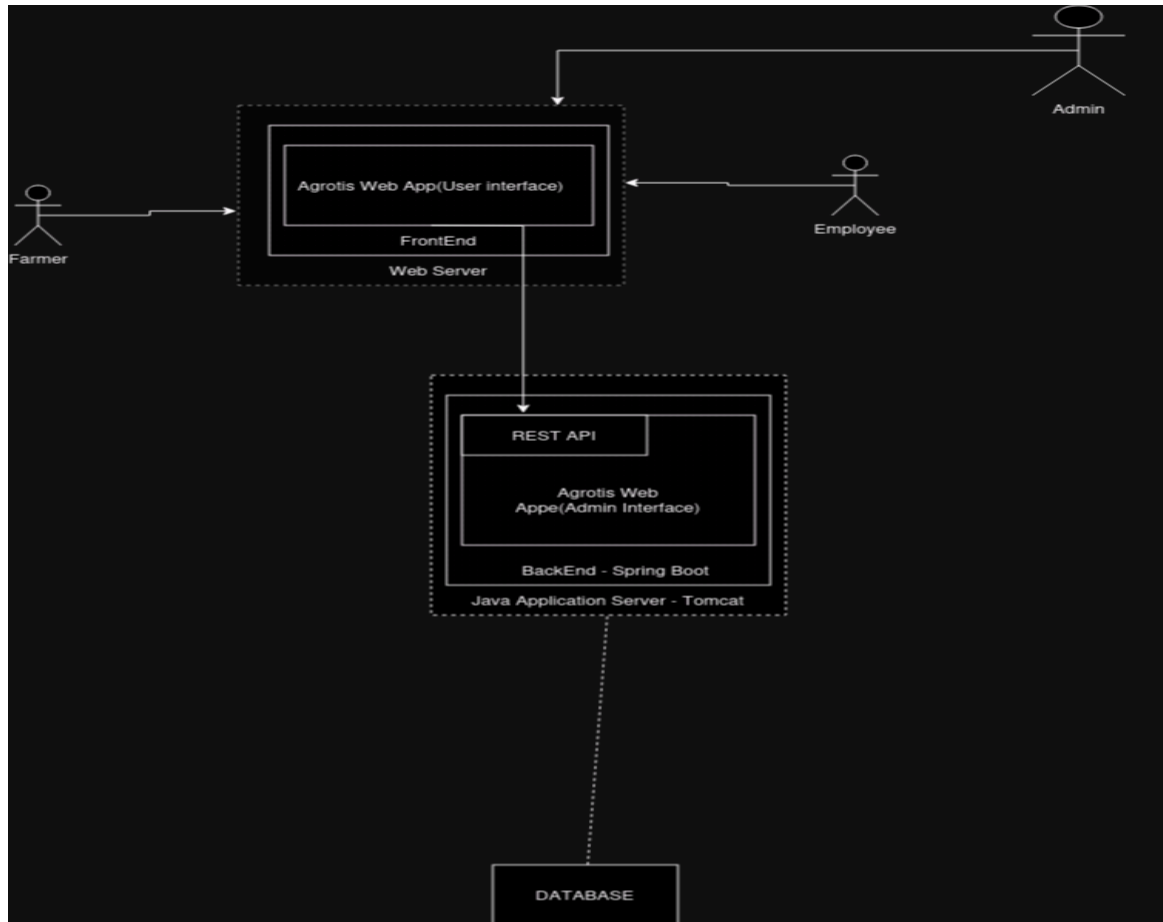 Admin
Agrotis Web App(User interface)
Employee
FrontEnd
Farmer
Web Server
REST API
Agrotis Web
Appe(Admin Interface)
BackEnd - Spring Boot
Java Application Server - Tomcat
DATABASE